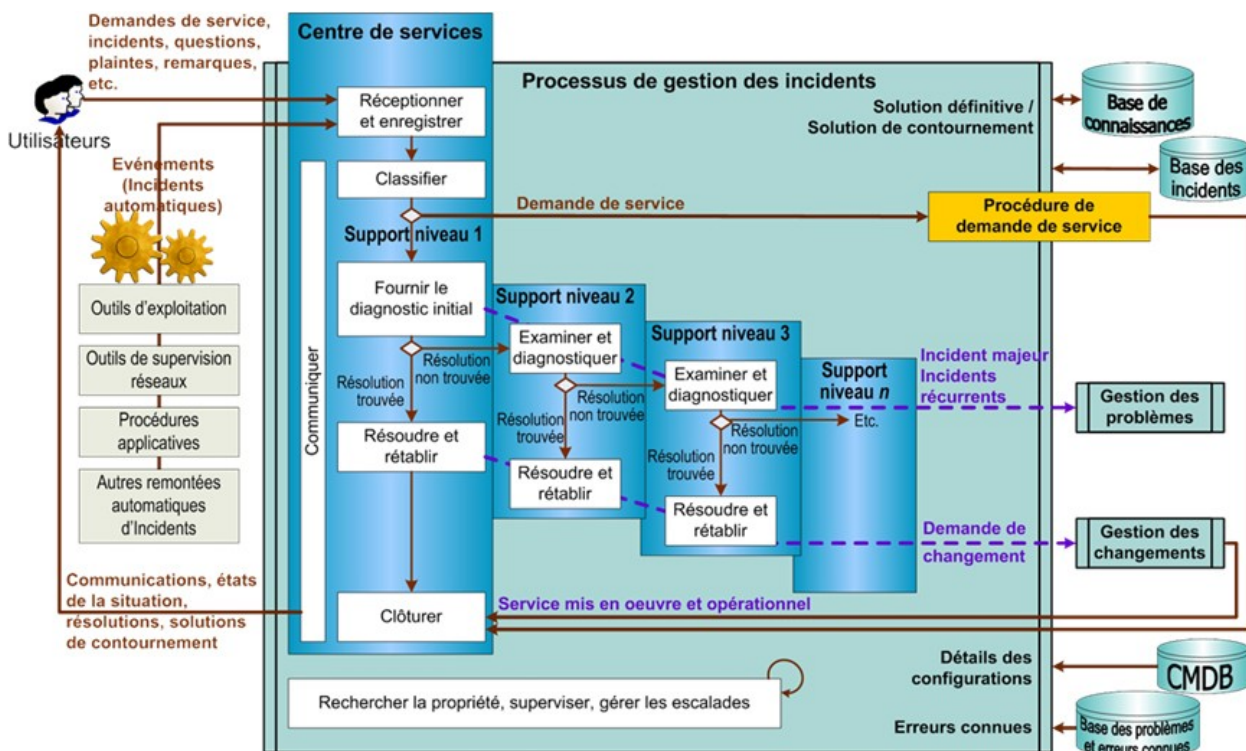 Demandes de service,
incidents, questions,
plaintes, remarques,
etc.
Utilisateurs
Evénements
(Incidents
automatiques)
Outils d'exploitation
Outils de supervision
réseaux
Procédures
applicatives
Autres remontées
automatiques
d'Incidents
Communications, états
de la situation,
résolutions, solutions
de contournement
Centre de services
Processus de gestion des incidents
Réceptionner
et enregistrer
Classifier
Communiquer
Support niveau 1
Fournir le
diagnostic initial
Résolution
trouvée
Résolution
non trouvée
Résoudre et
rétablir
Clôturer
Support niveau 2
Examiner et
diagnostiquer
Résolution
trouvée
Résolution
non trouvée
Résoudre et
rétablir
Support niveau 3
Examiner et
diagnostiquer
Résolution
trouvée
Résolution
non trouvée
Résoudre et
rétablir
Support
niveau n
Etc.
Demande de service
Procédure de
demande de service
Solution définitive /
Solution de contournement
Base de
connaissances
Base des
incidents
Incident majeur
Incidents
récurrents
Gestion des
problèmes
Demande de
changement
Gestion des
changements
Service mis en oeuvre et opérationnel
Détails des
configurations
CMDB
Erreurs connues
Base des problèmes
et erreurs connues
Rechercher la propriété, superviser, gérer les escalades